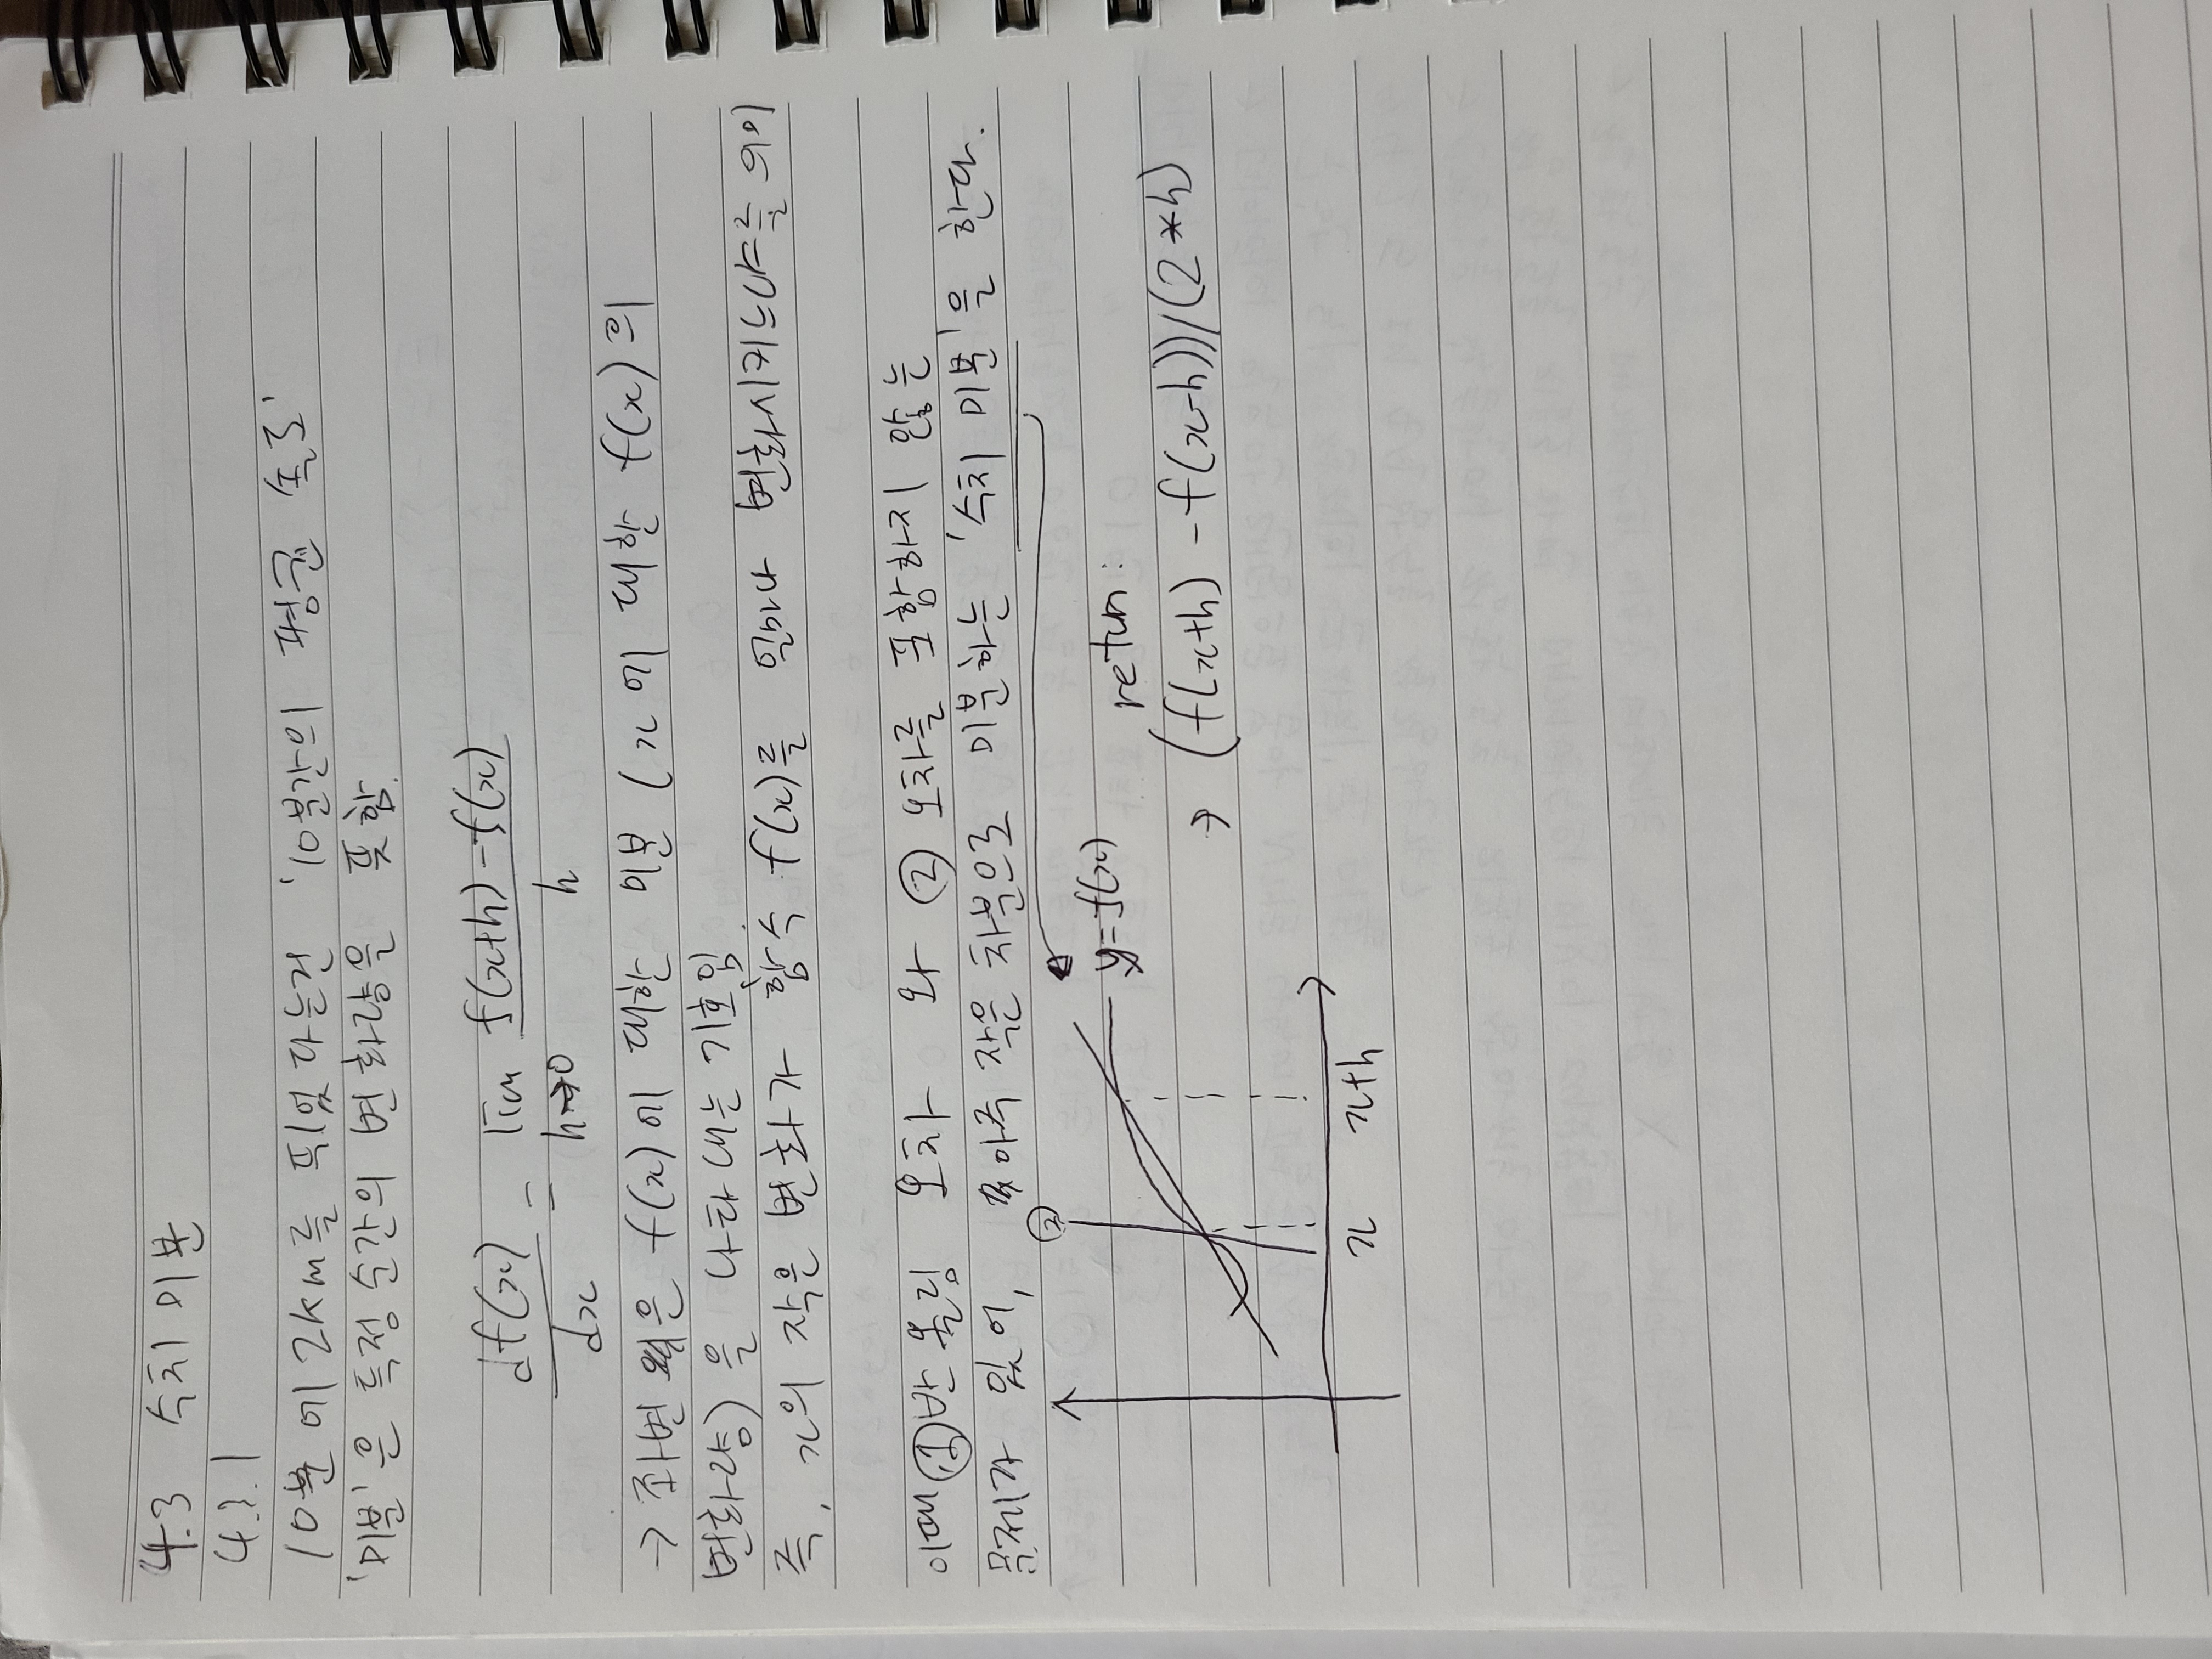 4.3 수치 미분
4.3.1
10분에 2km를 뛰었다는건 '10분간의 평균 속도'
'미분'은 특정 순간의 변화량을 뜻함.
df(x)/dx = lim h→0 f(x+h)-f(x)/h
→ 좌변은 f(x)에 대한 미분 (x에 대한 f(x)의
변화량)을 나타내는 기호임.
즉, x의 작은 변화가 함수 f(x)를 얼마나 변화시키느냐를 의미
이때 ①반올림 오차 와 ② 오차를 포함하지 않는
문제가 있어, 아주 작은 차분으로 미분하는 '수치 미분'을 한다.
②
y=f(x)
retun:
→ (f(x+h) - f(x-h))/(2*h)
x x+h